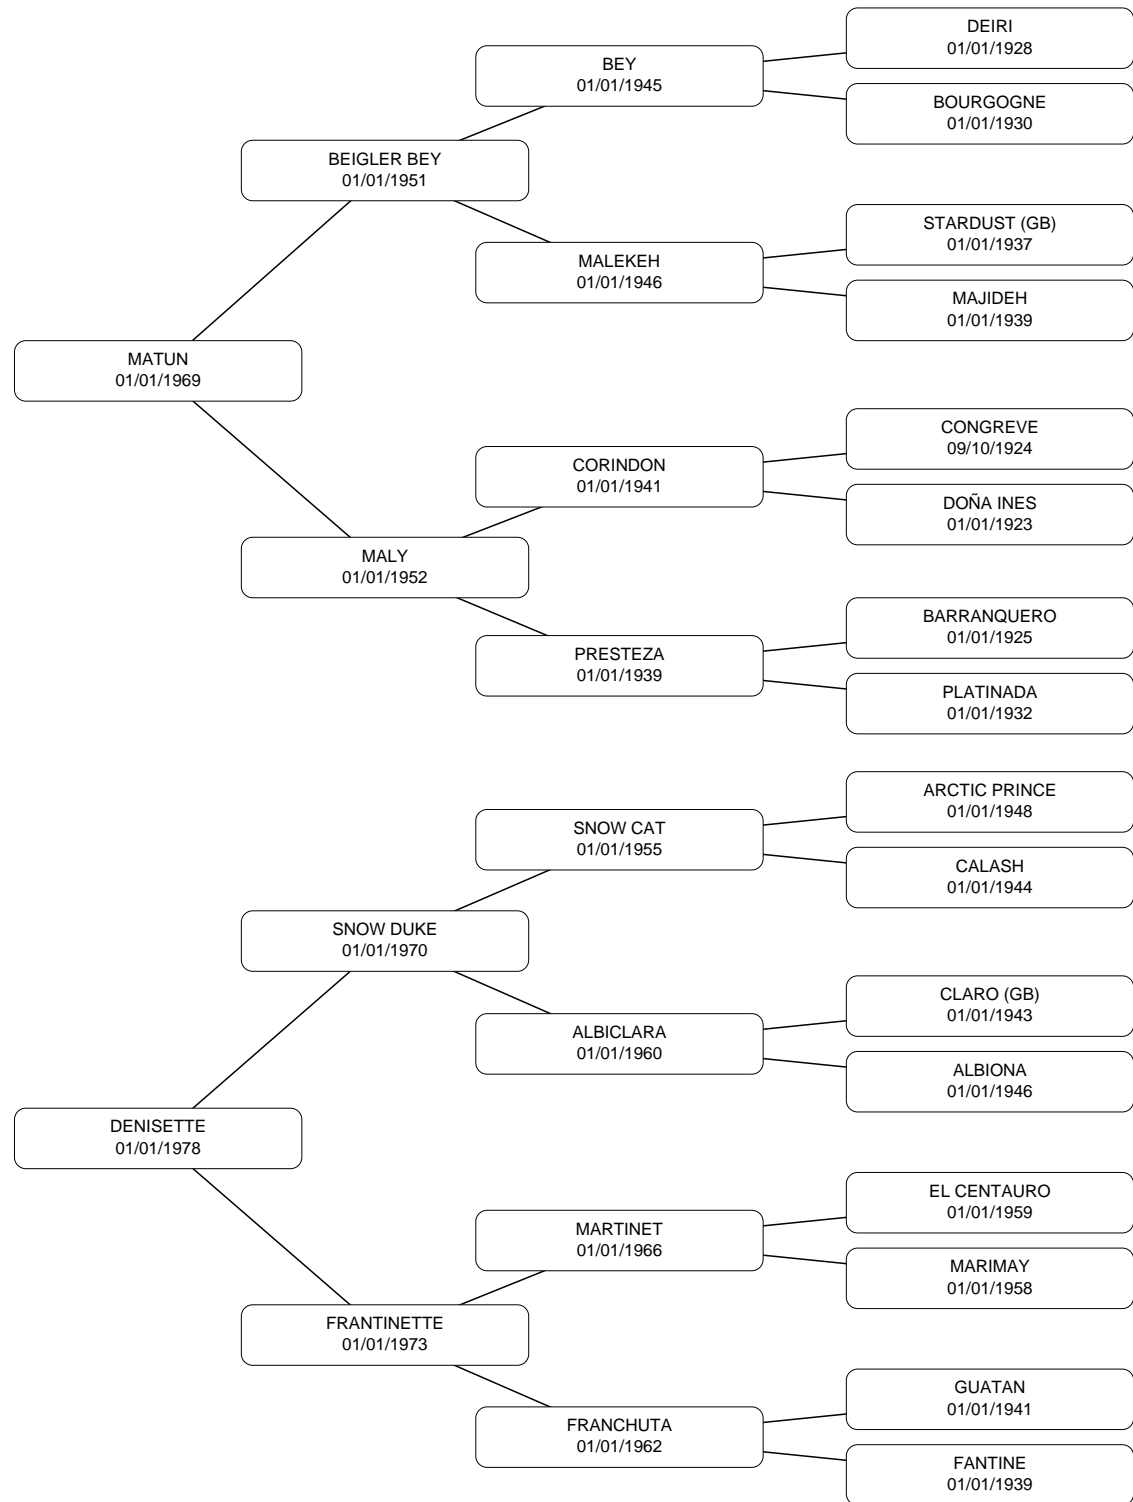 DEIRI
01/01/1928
BEY
01/01/1945
BOURGOGNE
01/01/1930
BEIGLER BEY
01/01/1951
STARDUST (GB)
01/01/1937
MALEKEH
01/01/1946
MAJIDEH
01/01/1939
MATUN
01/01/1969
CONGREVE
09/10/1924
CORINDON
01/01/1941
DOÑA INES
01/01/1923
MALY
01/01/1952
BARRANQUERO
01/01/1925
PRESTEZA
01/01/1939
PLATINADA
01/01/1932
ARCTIC PRINCE
01/01/1948
SNOW CAT
01/01/1955
CALASH
01/01/1944
SNOW DUKE
01/01/1970
CLARO (GB)
01/01/1943
ALBICLARA
01/01/1960
ALBIONA
01/01/1946
DENISETTE
01/01/1978
EL CENTAURO
01/01/1959
MARTINET
01/01/1966
MARIMAY
01/01/1958
FRANTINETTE
01/01/1973
GUATAN
01/01/1941
FRANCHUTA
01/01/1962
FANTINE
01/01/1939